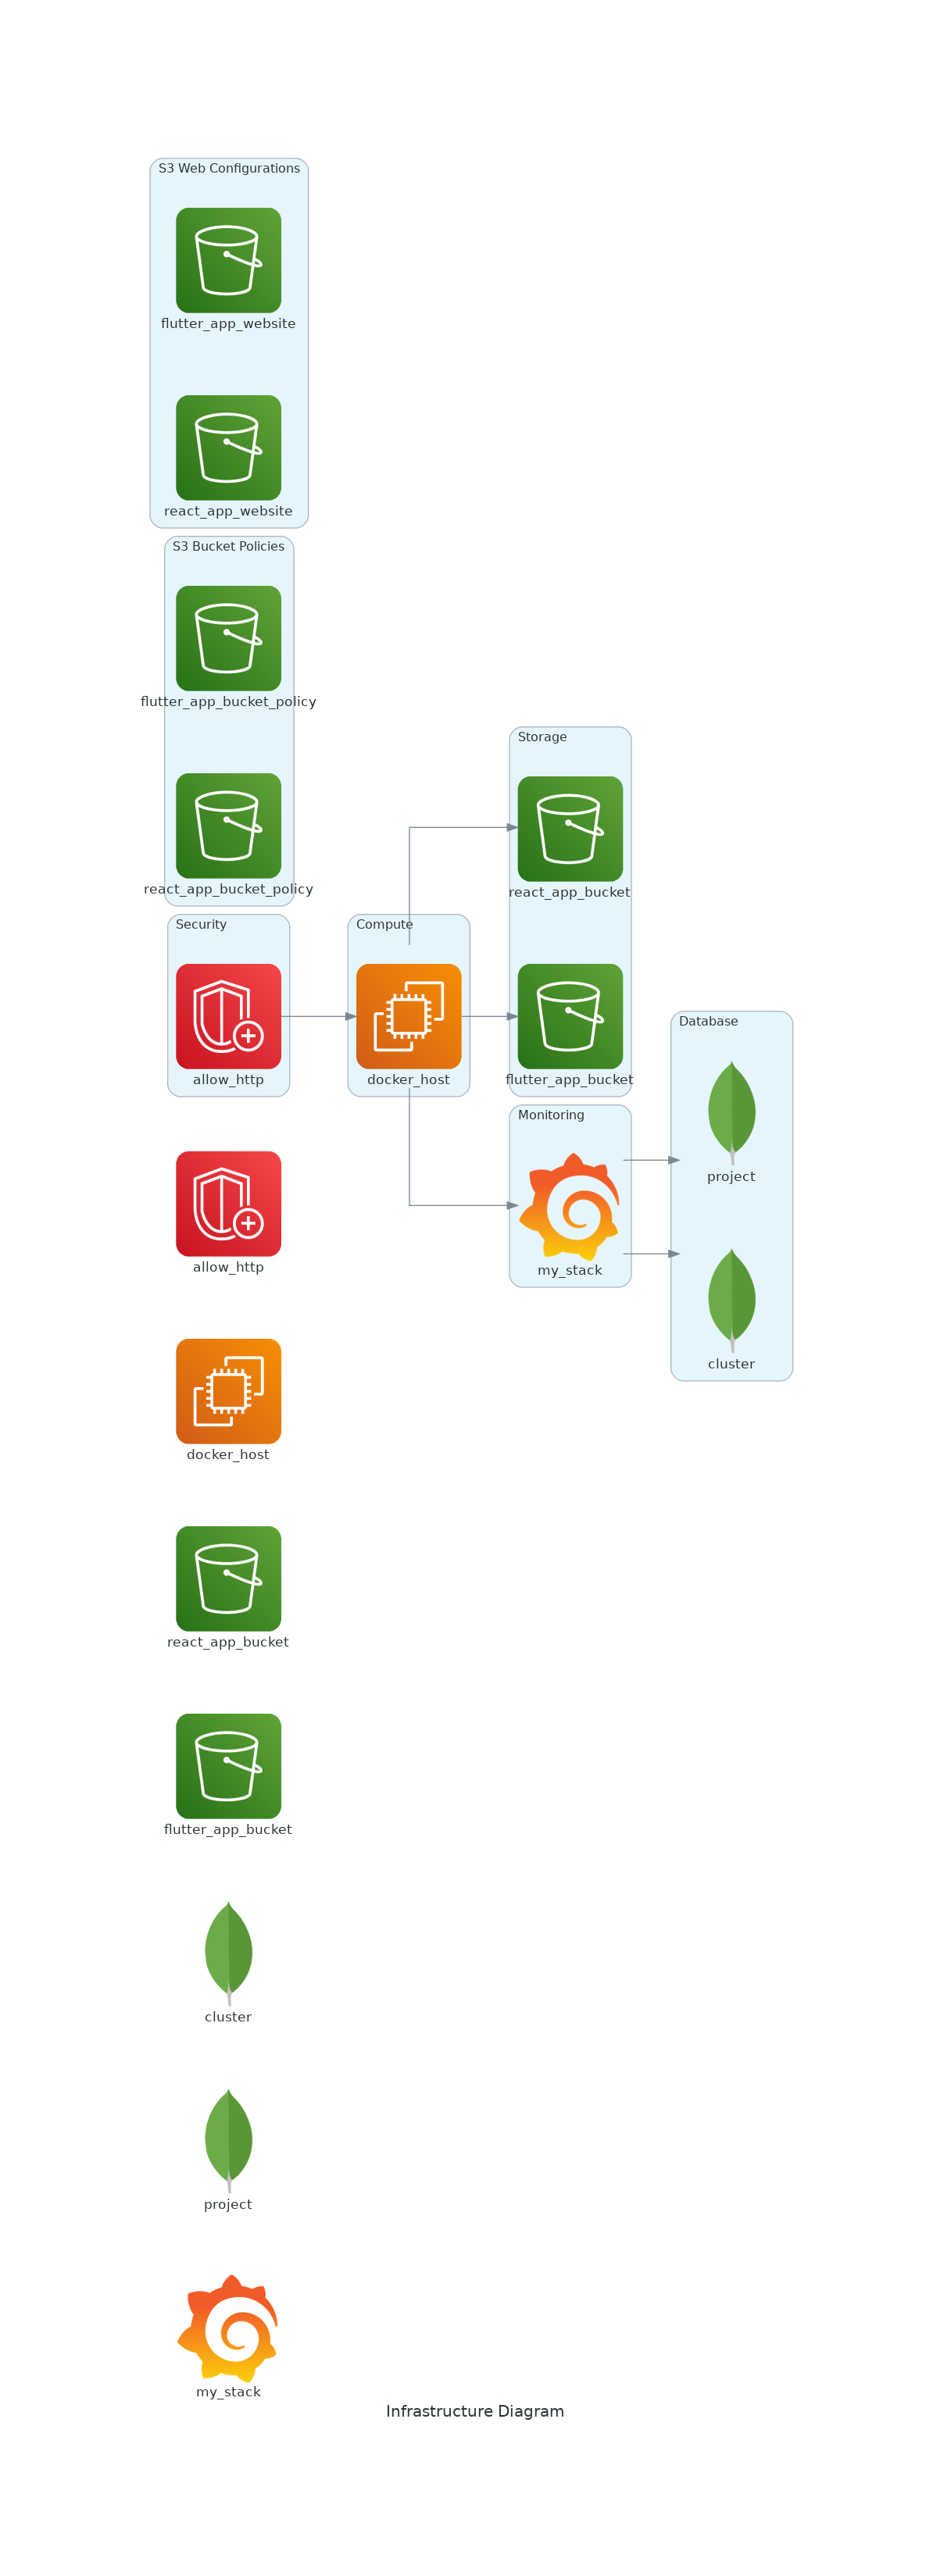 S3 Web Configurations
flutter_app_website
react_app_website
S3 Bucket Policies
flutter_app_bucket_policy
react_app_bucket_policy
Security
allow_http
Compute
docker_host
Storage
react_app_bucket
flutter_app_bucket
Monitoring
my_stack
Database
project
cluster
allow_http
docker_host
react_app_bucket
flutter_app_bucket
cluster
project
my_stack
Infrastructure Diagram